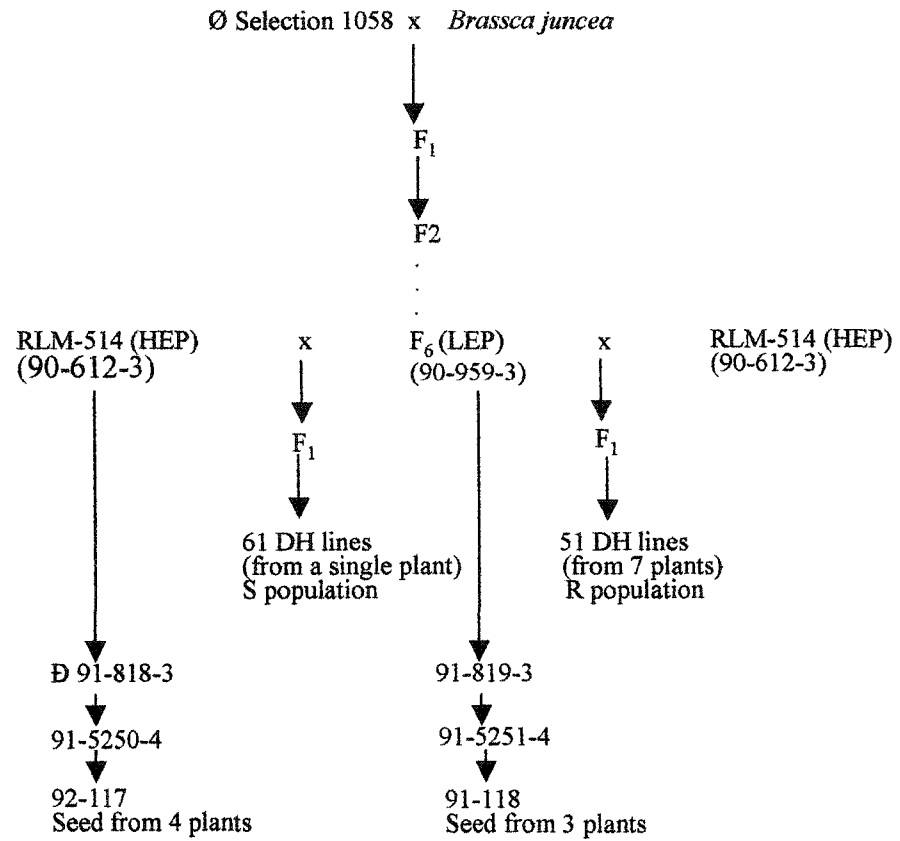 Ø Selection 1058 x Brassca juncea
F₁
F2
RLM-514 (HEP) x F₆ (LEP) x RLM-514 (HEP)
(90-612-3) (90-959-3) (90-612-3)
F₁ F₁
61 DH lines 51 DH lines
(from a single plant) (from 7 plants)
S population R population
Ð 91-818-3 91-819-3
91-5250-4 91-5251-4
92-117 91-118
Seed from 4 plants Seed from 3 plants